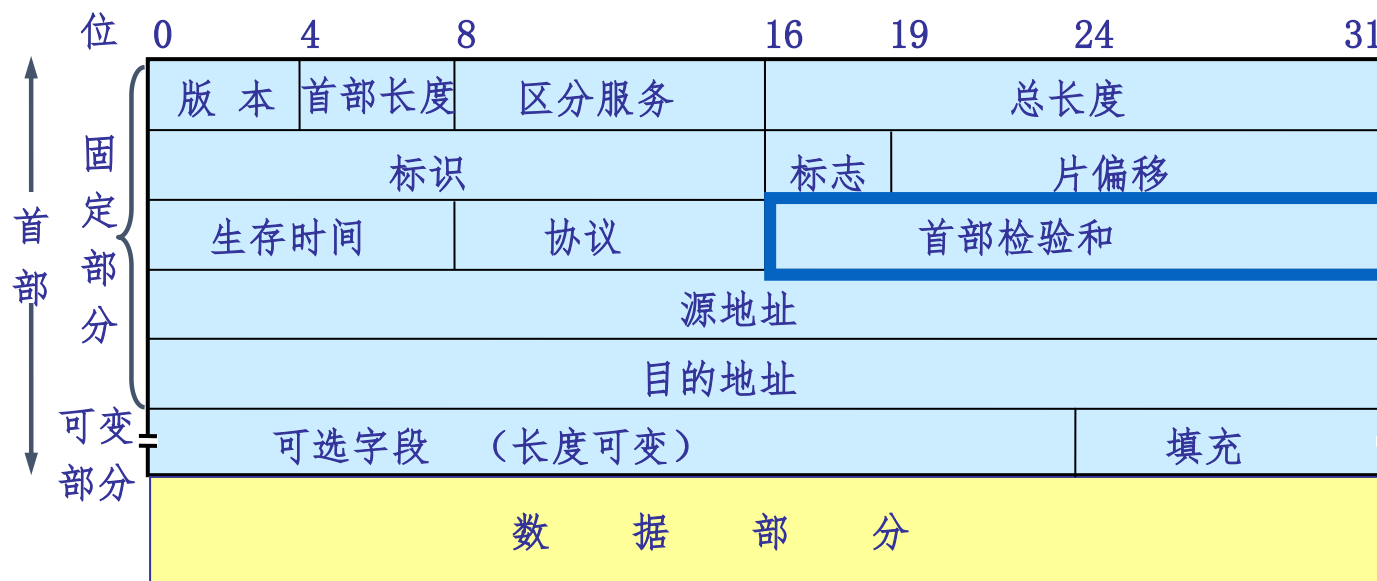 位 0 4 8 16 19 24 31
版 本 首部长度 区分服务 总长度
标识 标志 片偏移
生存时间 协议 首部检验和
源地址
目的地址
可选字段 （长度可变） 填充
数 据 部 分
首部
固定部分
可变
部分